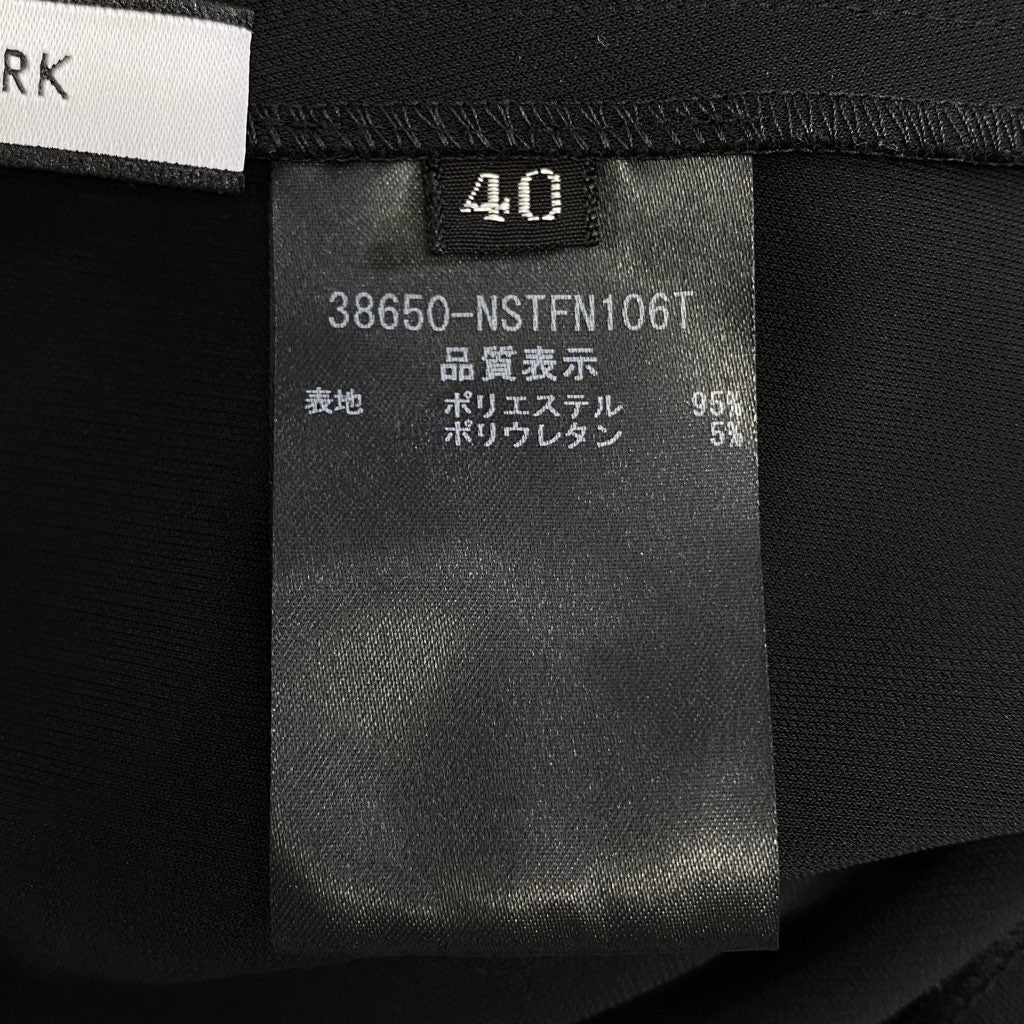 RK
40
38650-NSTFN106T
品質表示
表地 ポリエステル 95%
ポリウレタン 5%